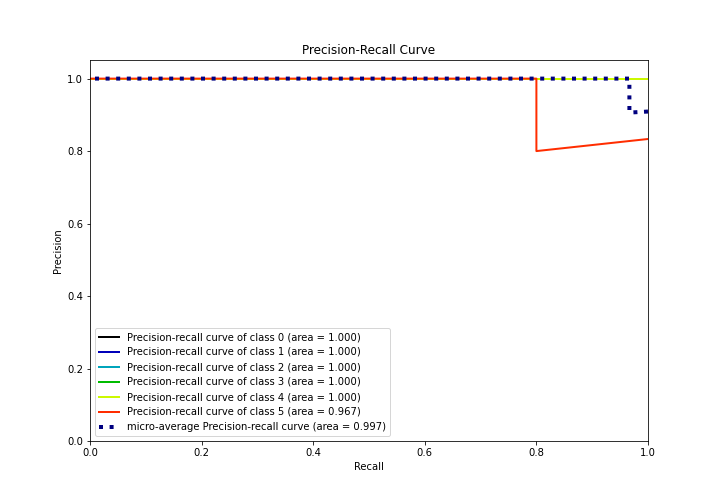 Precision-Recall Curve
1.0
0.8
0.6
0.4
0.2
0.0
Precision
Precision-recall curve of class 0 (area = 1.000)
Precision-recall curve of class 1 (area = 1.000)
Precision-recall curve of class 2 (area = 1.000)
Precision-recall curve of class 3 (area = 1.000)
Precision-recall curve of class 4 (area = 1.000)
Precision-recall curve of class 5 (area = 0.967)
micro-average Precision-recall curve (area = 0.997)
0.0 0.2 0.4 0.6 0.8 1.0
Recall